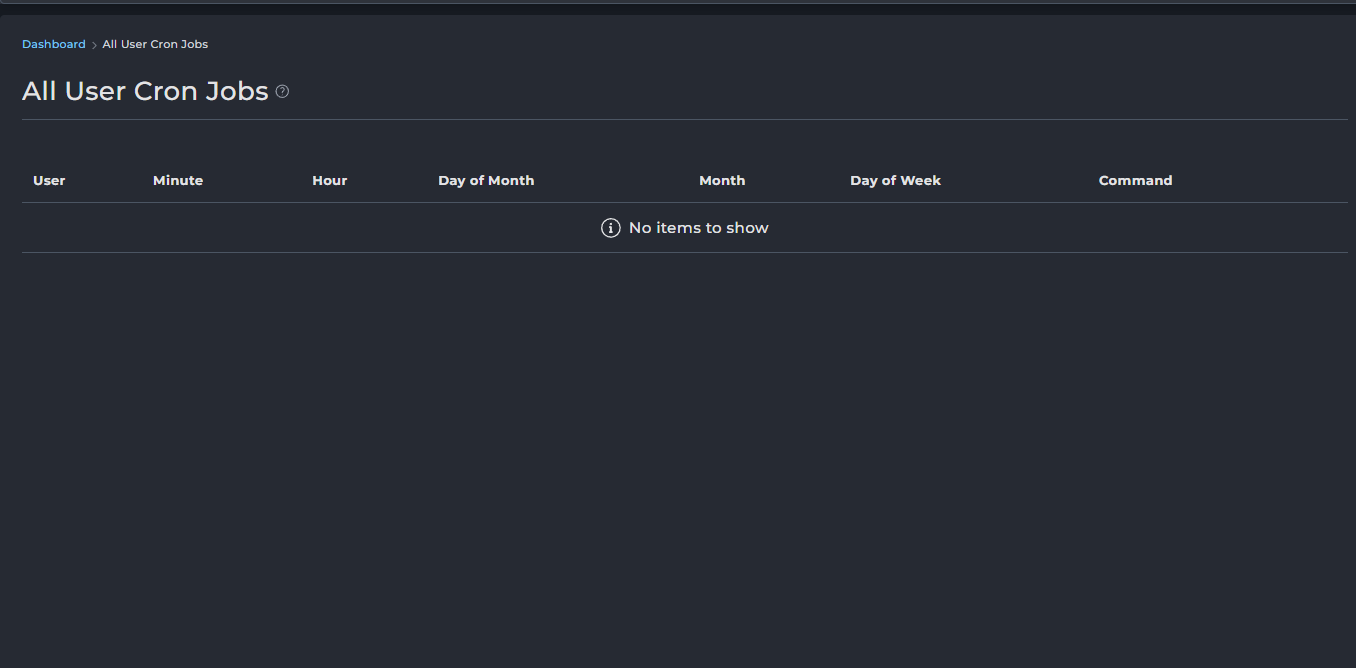 Dashboard > All User Cron Jobs
All User Cron Jobs
User Minute Hour Day of Month Month Day of Week Command
No items to show